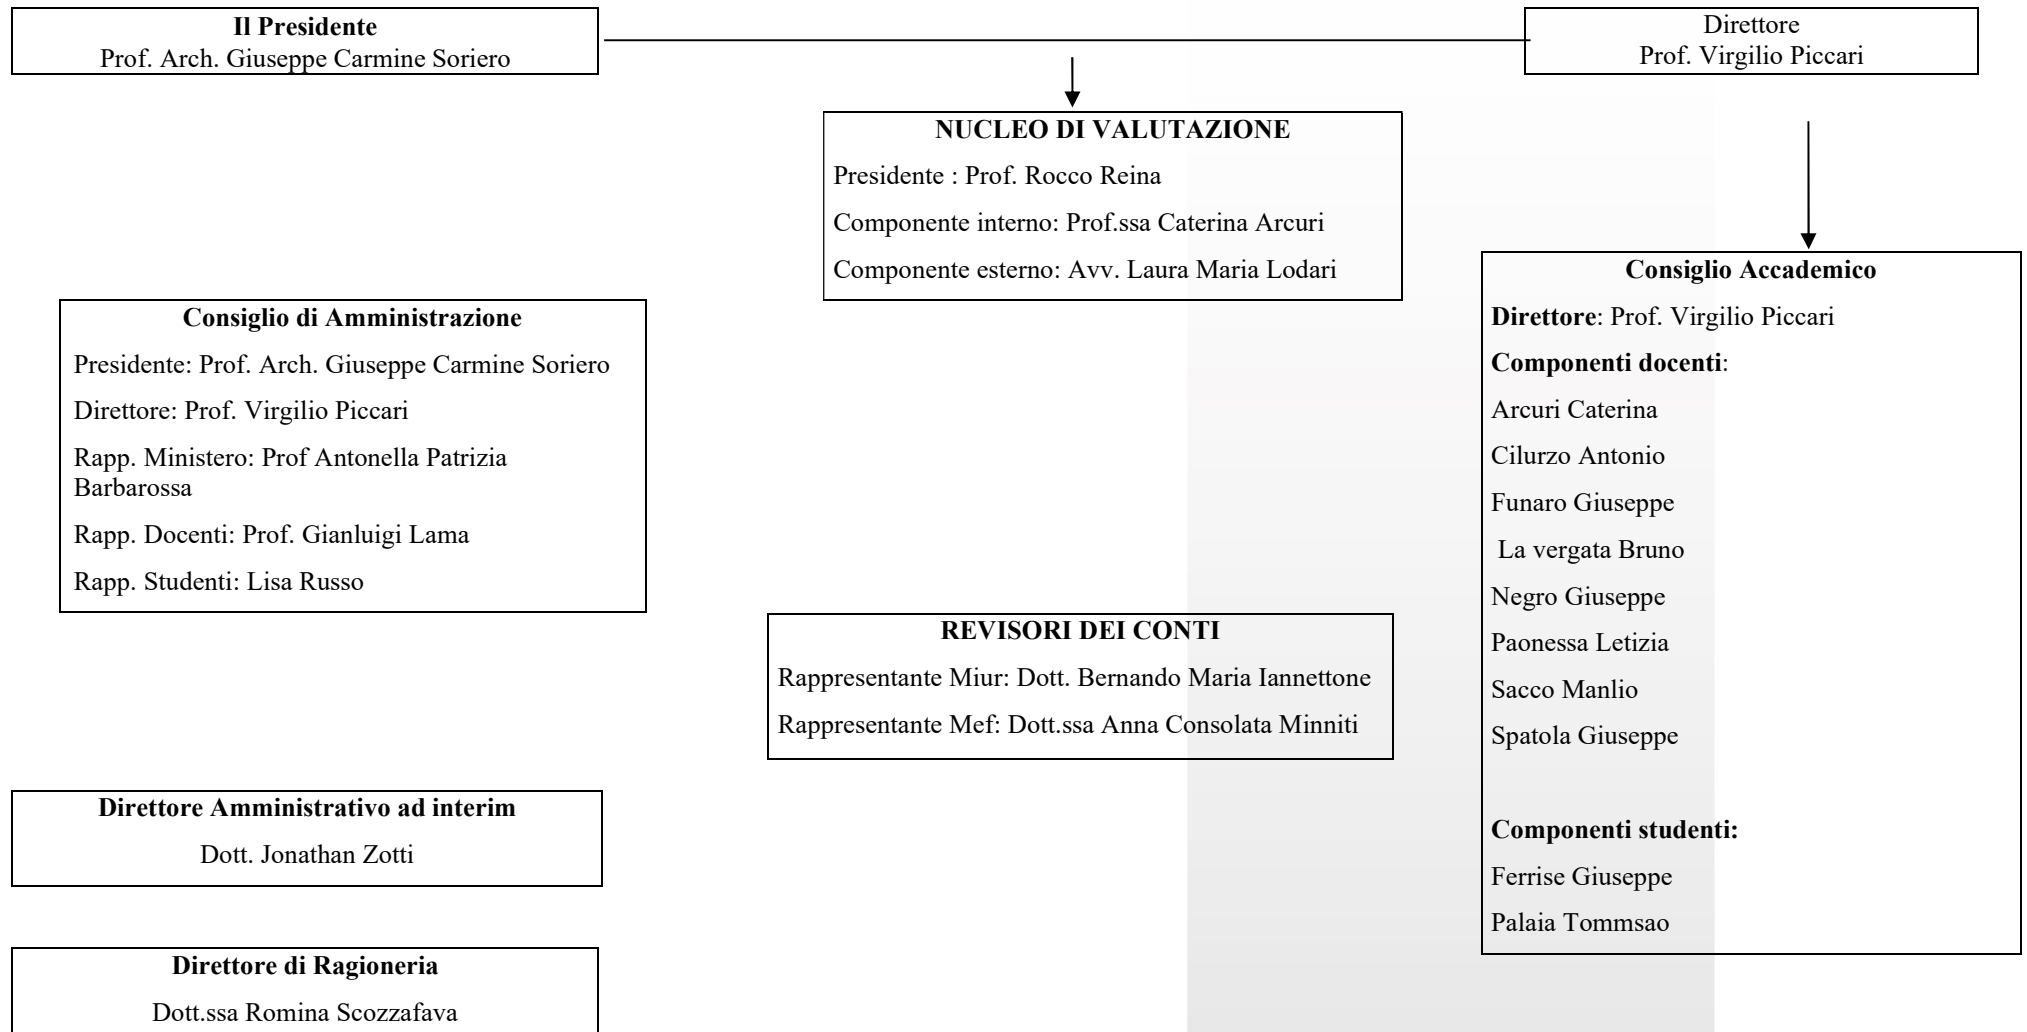 Il Presidente
Prof. Arch. Giuseppe Carmine Soriero
Direttore
Prof. Virgilio Piccari
NUCLEO DI VALUTAZIONE
Presidente : Prof. Rocco Reina
Componente interno: Prof.ssa Caterina Arcuri
Componente esterno: Avv. Laura Maria Lodari
Consiglio di Amministrazione
Presidente: Prof. Arch. Giuseppe Carmine Soriero
Direttore: Prof. Virgilio Piccari
Rapp. Ministero: Prof Antonella Patrizia
Barbarossa
Rapp. Docenti: Prof. Gianluigi Lama
Rapp. Studenti: Lisa Russo
Consiglio Accademico
Direttore: Prof. Virgilio Piccari
Componenti docenti:
Arcuri Caterina
Cilurzo Antonio
Funaro Giuseppe
La vergata Bruno
Negro Giuseppe
Paonessa Letizia
Sacco Manlio
Spatola Giuseppe
Componenti studenti:
Ferrise Giuseppe
Palaia Tommsao
REVISORI DEI CONTI
Rappresentante Miur: Dott. Bernando Maria Iannettone
Rappresentante Mef: Dott.ssa Anna Consolata Minniti
Direttore Amministrativo ad interim
Dott. Jonathan Zotti
Direttore di Ragioneria
Dott.ssa Romina Scozzafava